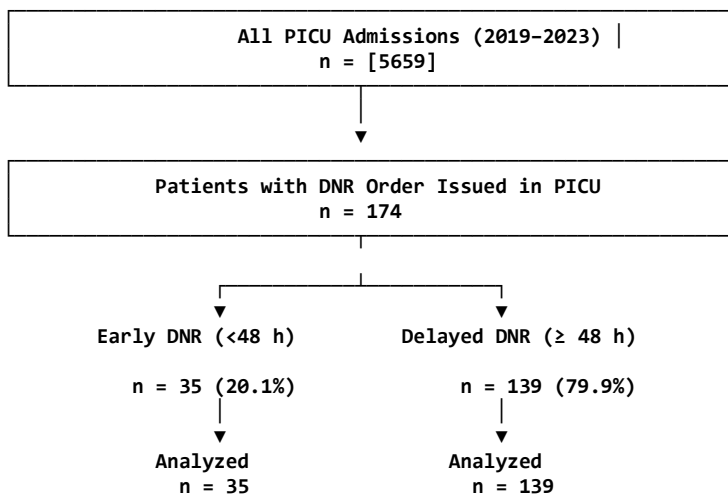 All PICU Admissions (2019–2023)
n = [5659]
Patients with DNR Order Issued in PICU
n = 174
Early DNR (<48 h) Delayed DNR (≥ 48 h)
n = 35 (20.1%) n = 139 (79.9%)
Analyzed Analyzed
n = 35 n = 139